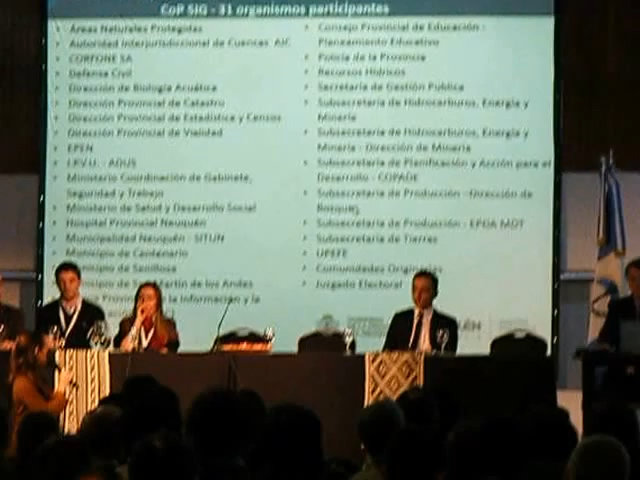 CoP SIG - 31 organismos participantes
Areas Naturales Protegidas
Autoridad Interjurisdiccional de Cuencas AIC
CORFONE SA
Defensa Civil
Dirección de Biología Acuática
Dirección Provincial de Catastro
Dirección Provincial de Estadística y Censos
Dirección Provincial de Vialidad
EPEN
I.P.V.U. - ADUS
Ministerio Coordinación de Gabinete,
Seguridad y Trabajo
Ministerio de Salud y Desarrollo Social
Hospital Provincial Neuquén
Municipalidad Neuquén - SITUN
Municipio de Centenario
Municipio de Senillosa
Martín de los Andes
la Información y la
Consejo Provincial de Educación -
Planeamiento Educativo
Policía de la Provincia
Recursos Hídricos
Secretaría de Gestión Publica
Subsecretaría de Hidrocarburos, Energía y
Minería
Subsecretaría de Hidrocarburos, Energía y
Minería - Dirección de Minería
Subsecretaría de Planificación y Acción para el
Desarrollo - COPADE
Subsecretaría de Producción - Dirección de
Bosques
Subsecretaría de Producción - EPOA MDT
Subsecretaría de Tierras
UPEFE
Comunidades Originarias
Juzgado Electoral